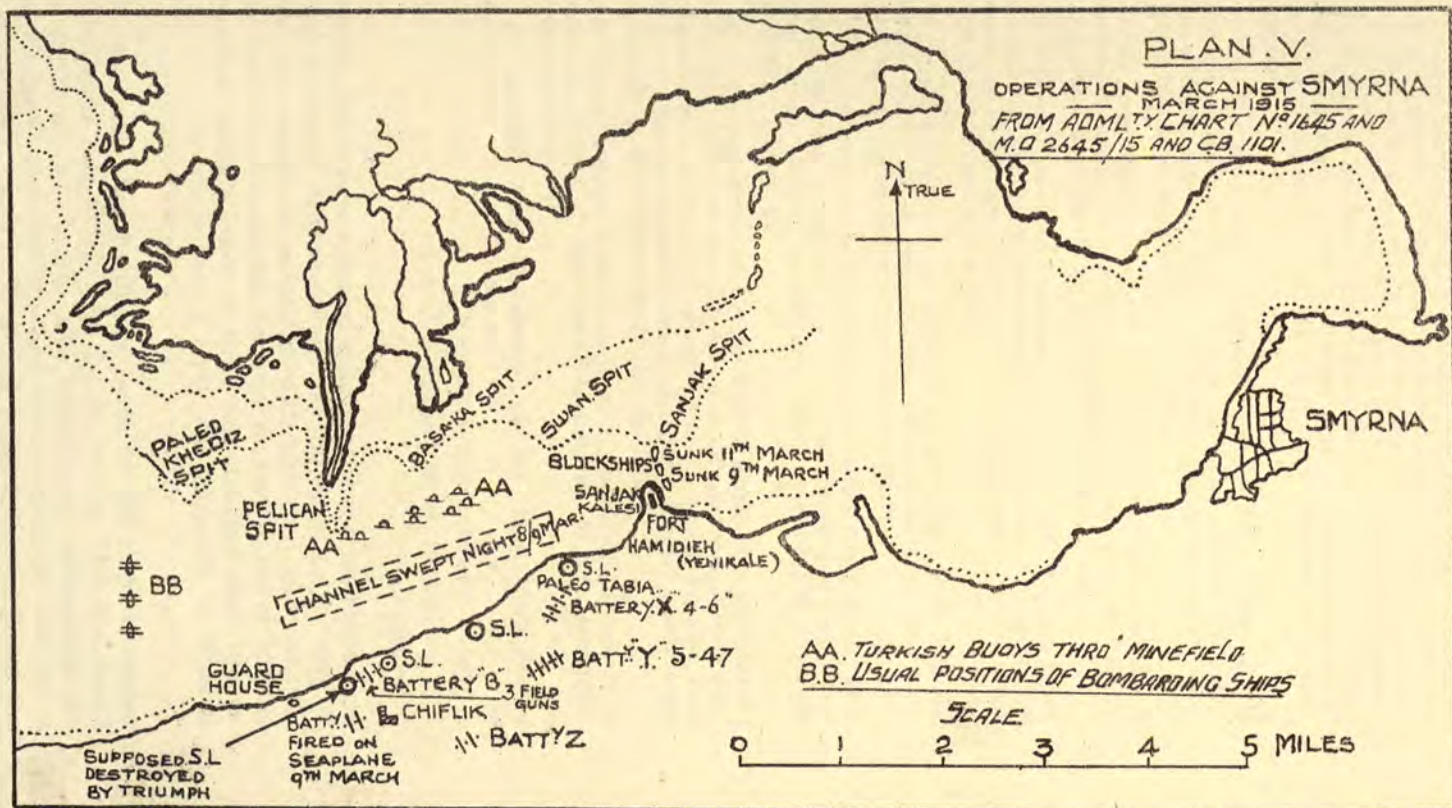 PLAN. V.
OPERATIONS AGAINST SMYRNA
MARCH 1915
FROM ADMLTY. CHART Nº 1645 AND
M.O 2645/15 AND C.B. 1101.
N
TRUE
PALEO
KHEDIZ
SPIT
BASAKA SPIT
SWAN SPIT
SANJAK SPIT
SMYRNA
BLOCKSHIPS
SUNK 11TH MARCH
SUNK 9TH MARCH
PELICAN
SPIT
AA
AA
SANJAK
KALESI
FORT
HAMIDIEH
(YENIKALE)
BB
CHANNEL SWEPT NIGHT 8/9 MAR.
S.L.
PALEO TABIA
BATTERY "X" 4-6"
S.L.
BATTY "Y" 5-47
GUARD
HOUSE
S.L.
BATTERY "B" 3 FIELD
GUNS
CHIFLIK
BATTY
FIRED ON
SEAPLANE
9TH MARCH
BATTY Z
SUPPOSED S.L
DESTROYED
BY TRIUMPH
AA. TURKISH BUOYS THRO' MINEFIELD
B.B. USUAL POSITIONS OF BOMBARDING SHIPS
SCALE
0 1 2 3 4 5 MILES